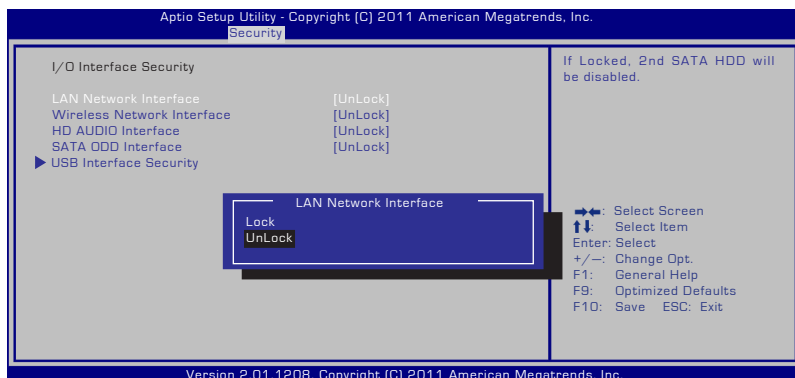 Aptio Setup Utility - Copyright (C) 2011 American Megatrends, Inc.
Security
I/O Interface Security
LAN Network Interface [UnLock]
Wireless Network Interface [UnLock]
HD AUDIO Interface [UnLock]
SATA ODD Interface [UnLock]
USB Interface Security
If Locked, 2nd SATA HDD will
be disabled.
LAN Network Interface
Lock
UnLock
→←: Select Screen
↑↓: Select Item
Enter: Select
+/—: Change Opt.
F1: General Help
F9: Optimized Defaults
F10: Save ESC: Exit
Version 2.01.1208. Copyright (C) 2011 American Megatrends, Inc.